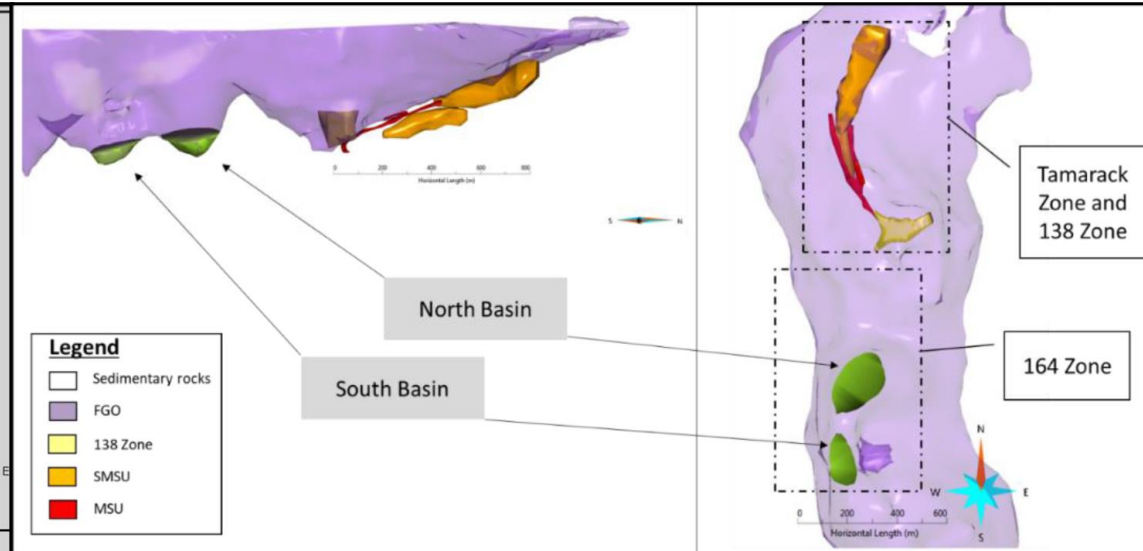 0
200
400
600
800
Horizontal Length (m)
S
N
North Basin
South Basin
Legend
Sedimentary rocks
FGO
138 Zone
SMSU
MSU
E
Tamarack
Zone and
138 Zone
164 Zone
N
W
E
S
0
200
400
600
Horizontal Length (m)